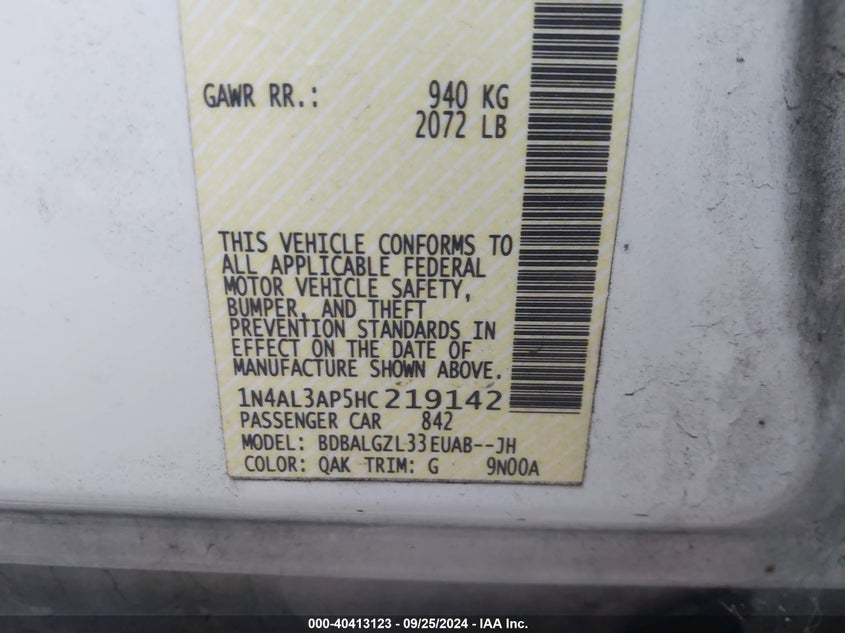 GAWR RR.: 940 KG
2072 LB
THIS VEHICLE CONFORMS TO
ALL APPLICABLE FEDERAL
MOTOR VEHICLE SAFETY,
BUMPER, AND THEFT
PREVENTION STANDARDS IN
EFFECT ON THE DATE OF
MANUFACTURE SHOWN ABOVE.
1N4AL3AP5HC219142
PASSENGER CAR 842
MODEL: BDBALGZL33EUAB--JH
COLOR: QAK TRIM: G 9N00A
000-40413123 - 09/25/2024 - IAA Inc.